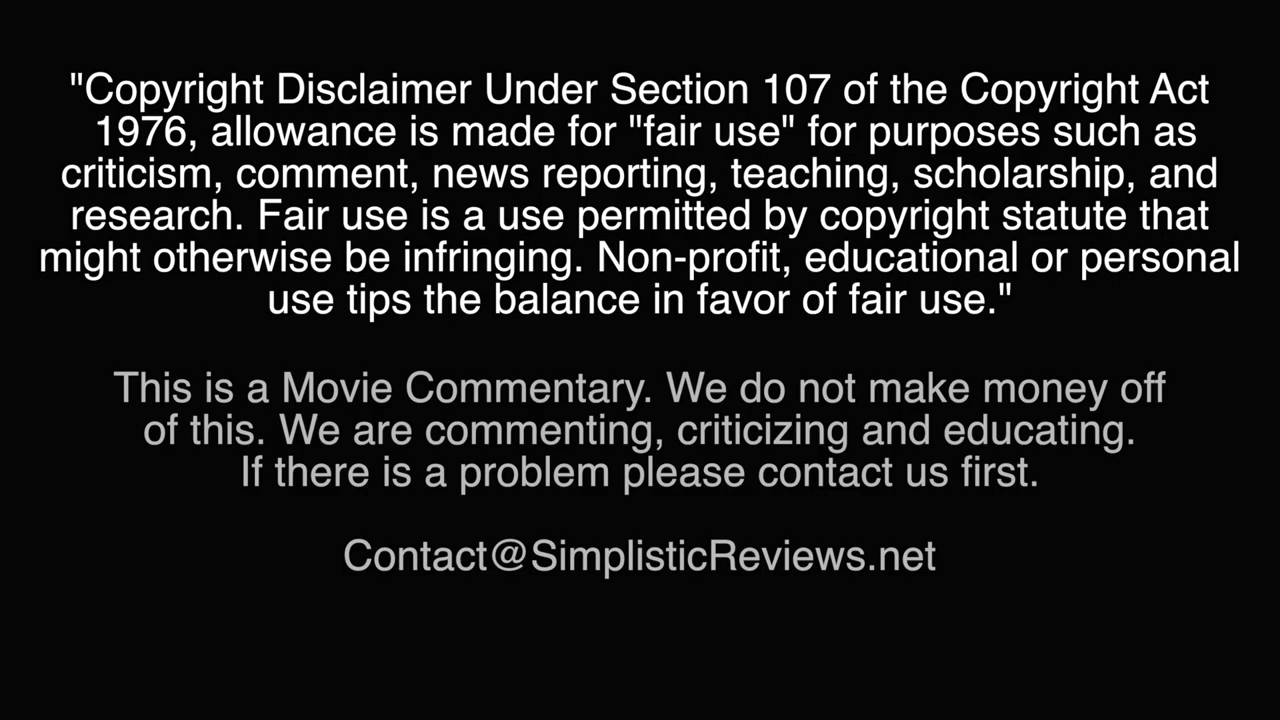 "Copyright Disclaimer Under Section 107 of the Copyright Act
1976, allowance is made for "fair use" for purposes such as
criticism, comment, news reporting, teaching, scholarship, and
research. Fair use is a use permitted by copyright statute that
might otherwise be infringing. Non-profit, educational or personal
use tips the balance in favor of fair use."
This is a Movie Commentary. We do not make money off
of this. We are commenting, criticizing and educating.
If there is a problem please contact us first.
Contact@SimplisticReviews.net